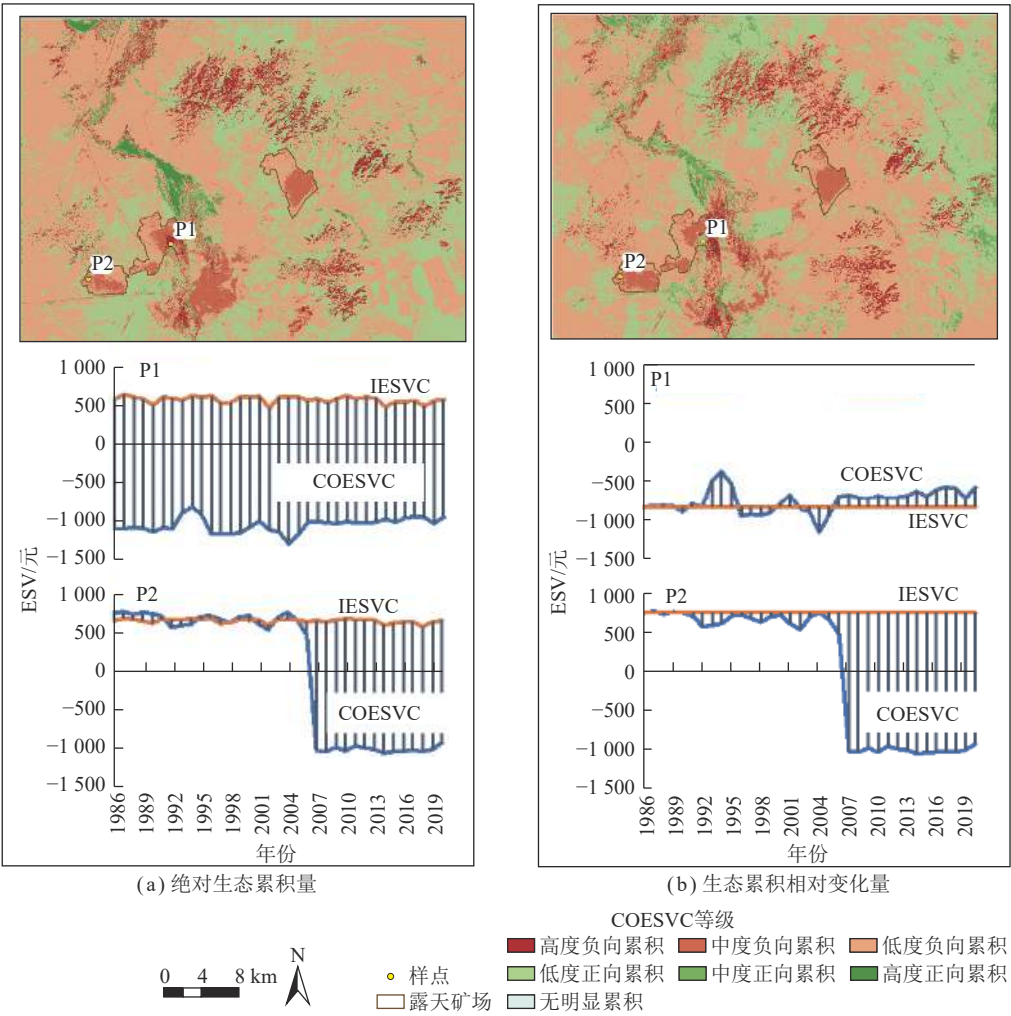 P1
P2
P1
P2
1 000
500
0
−500
−1 000
−1 500
P1
IESVC
COESVC
1 000
500
0
−500
−1 000
−1 500
P2
IESVC
COESVC
ESV/元
1986
1989
1992
1995
1998
2001
2004
2007
2010
2013
2016
2019
年份
(a) 绝对生态累积量
1 000
500
0
−500
−1 000
−1 500
P1
COESVC
IESVC
1 000
500
0
−500
−1 000
−1 500
P2
IESVC
COESVC
ESV/元
1986
1989
1992
1995
1998
2001
2004
2007
2010
2013
2016
2019
年份
(b) 生态累积相对变化量
COESVC等级
高度负向累积 中度负向累积 低度负向累积
低度正向累积 中度正向累积 高度正向累积
无明显累积
0 4 8 km
N
样点
露天矿场